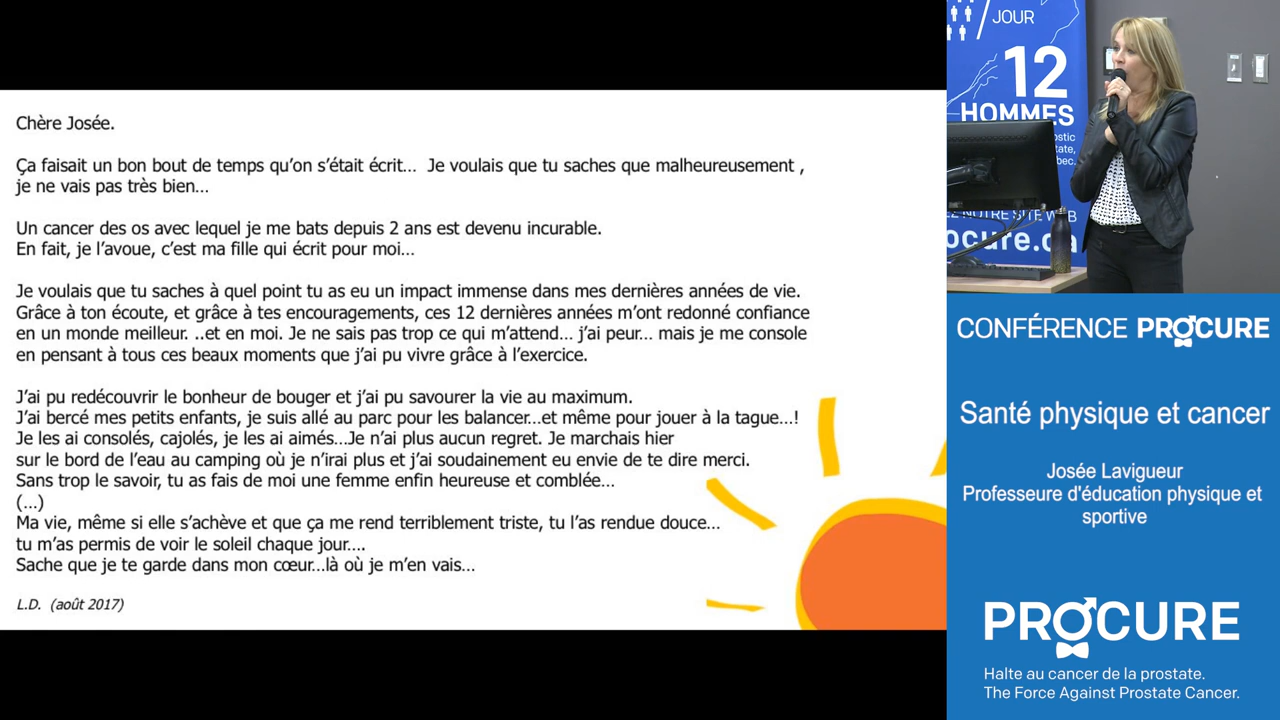 Chère Josée.
Ça faisait un bon bout de temps qu'on s'était écrit...  Je voulais que tu saches que malheureusement ,
je ne vais pas très bien...
Un cancer des os avec lequel je me bats depuis 2 ans est devenu incurable.
En fait, je l'avoue, c'est ma fille qui écrit pour moi...
Je voulais que tu saches à quel point tu as eu un impact immense dans mes dernières années de vie.
Grâce à ton écoute, et grâce à tes encouragements, ces 12 dernières années m'ont redonné confiance
en un monde meilleur. ..et en moi. Je ne sais pas trop ce qui m'attend... j'ai peur... mais je me console
en pensant à tous ces beaux moments que j'ai pu vivre grâce à l'exercice.
J'ai pu redécouvrir le bonheur de bouger et j'ai pu savourer la vie au maximum.
J'ai bercé mes petits enfants, je suis allé au parc pour les balancer...et même pour jouer à la tague...!
Je les ai consolés, cajolés, je les ai aimés...Je n'ai plus aucun regret. Je marchais hier
sur le bord de l'eau au camping où je n'irai plus et j'ai soudainement eu envie de te dire merci.
Sans trop le savoir, tu as fais de moi une femme enfin heureuse et comblée...
(...)
Ma vie, même si elle s'achève et que ça me rend terriblement triste, tu l'as rendue douce...
tu m'as permis de voir le soleil chaque jour....
Sache que je te garde dans mon cœur...là où je m'en vais...
L.D.  (août 2017)
/ JOUR
12
HOMMES
NOTRE SITE WEB
CONFÉRENCE PROCURE
Santé physique et cancer
Josée Lavigueur
Professeure d'éducation physique et
sportive
PROCURE
Halte au cancer de la prostate.
The Force Against Prostate Cancer.